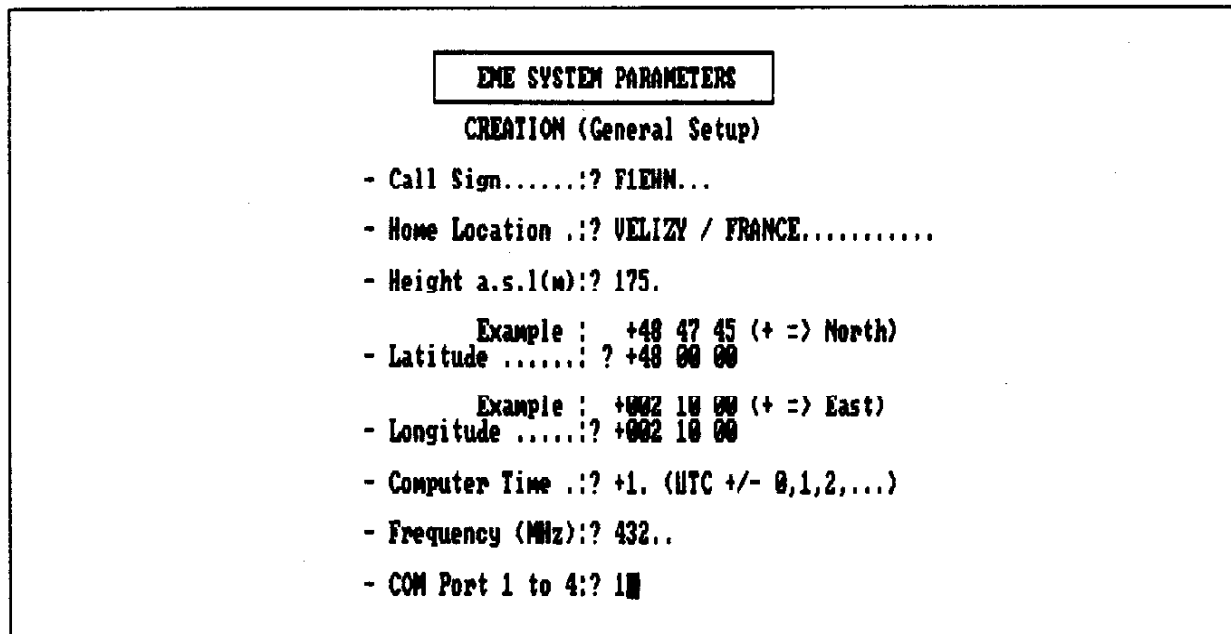 EME SYSTEM PARAMETERS
CREATION (General Setup)
- Call Sign......:? F1EHN...
- Home Location .:? VELIZY / FRANCE...........
- Height a.s.l(m):? 175.
Example : +48 47 45 (+ => North)
- Latitude ......: ? +48 00 00
Example : +002 10 00 (+ => East)
- Longitude .....:? +002 10 00
- Computer Time .:? +1. (UTC +/- 0,1,2,...)
- Frequency (MHz):? 432..
- COM Port 1 to 4:? 1